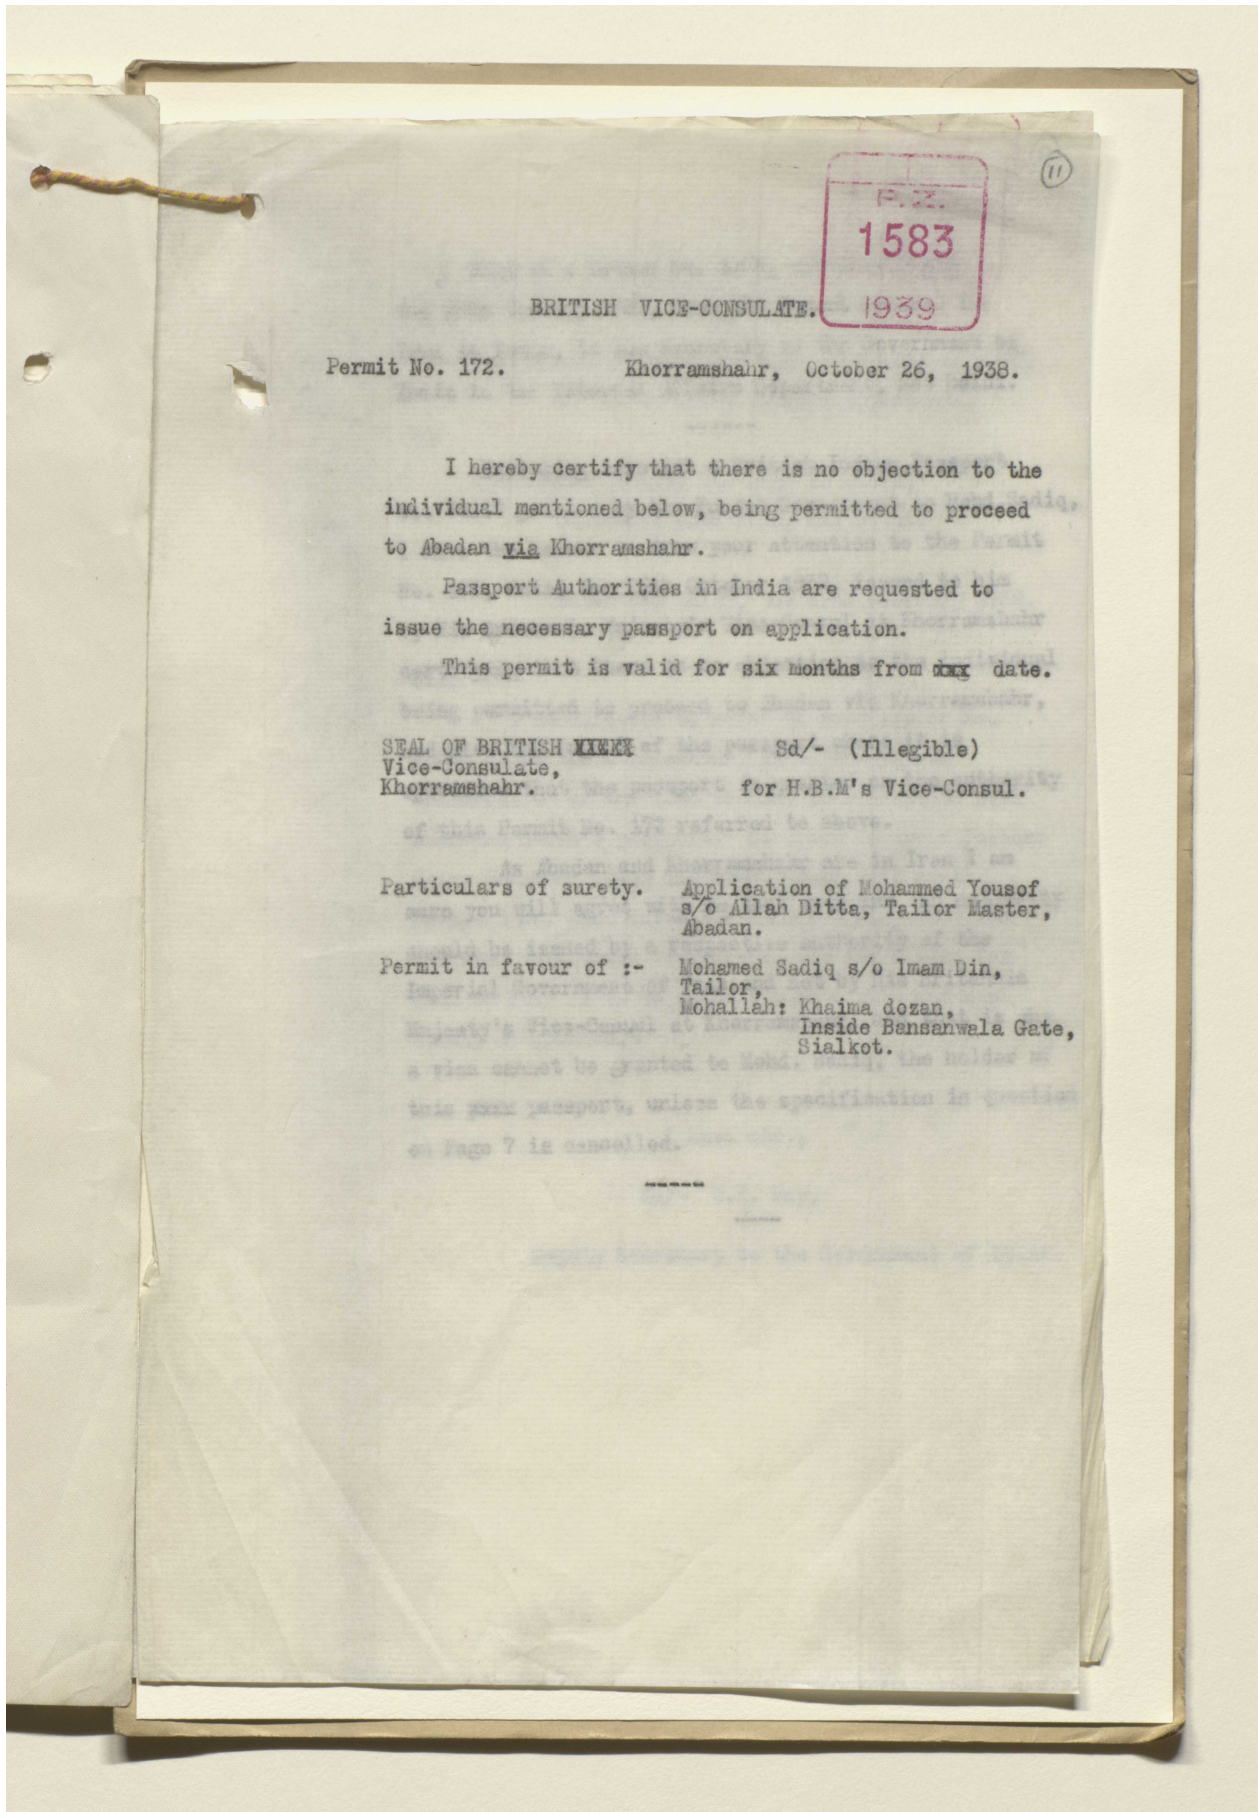 11
P.Z.
1583
1939
BRITISH VICE-CONSULATE.
Permit No. 172. Khorramshahr, October 26, 1938.
I hereby certify that there is no objection to the
individual mentioned below, being permitted to proceed
to Abadan via Khorramshahr.
Passport Authorities in India are requested to
issue the necessary passport on application.
This permit is valid for six months from date.
SEAL OF BRITISH Sd/- (Illegible)
Vice-Consulate,
Khorramshahr. for H.B.M's Vice-Consul.
Particulars of surety. Application of Mohammed Yousof
s/o Allah Ditta, Tailor Master,
Abadan.
Permit in favour of :- Mohamed Sadiq s/o Imam Din,
Tailor,
Mohallah: Khaima dozan,
Inside Bansanwala Gate,
Sialkot.
-----